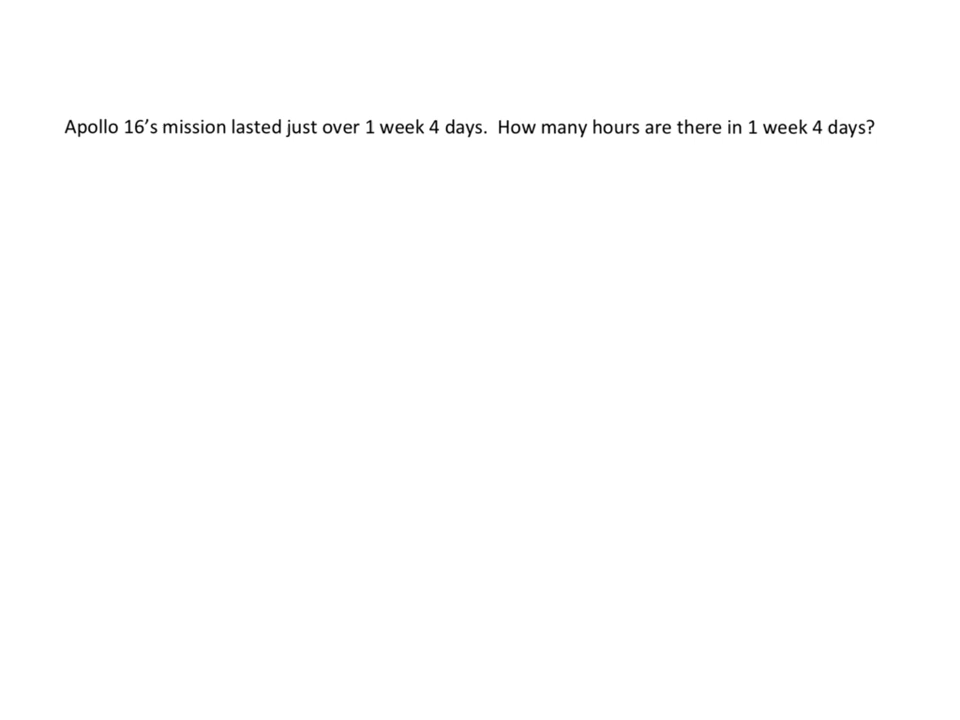 Apollo 16’s mission lasted just over 1 week 4 days.  How many hours are there in 1 week 4 days?